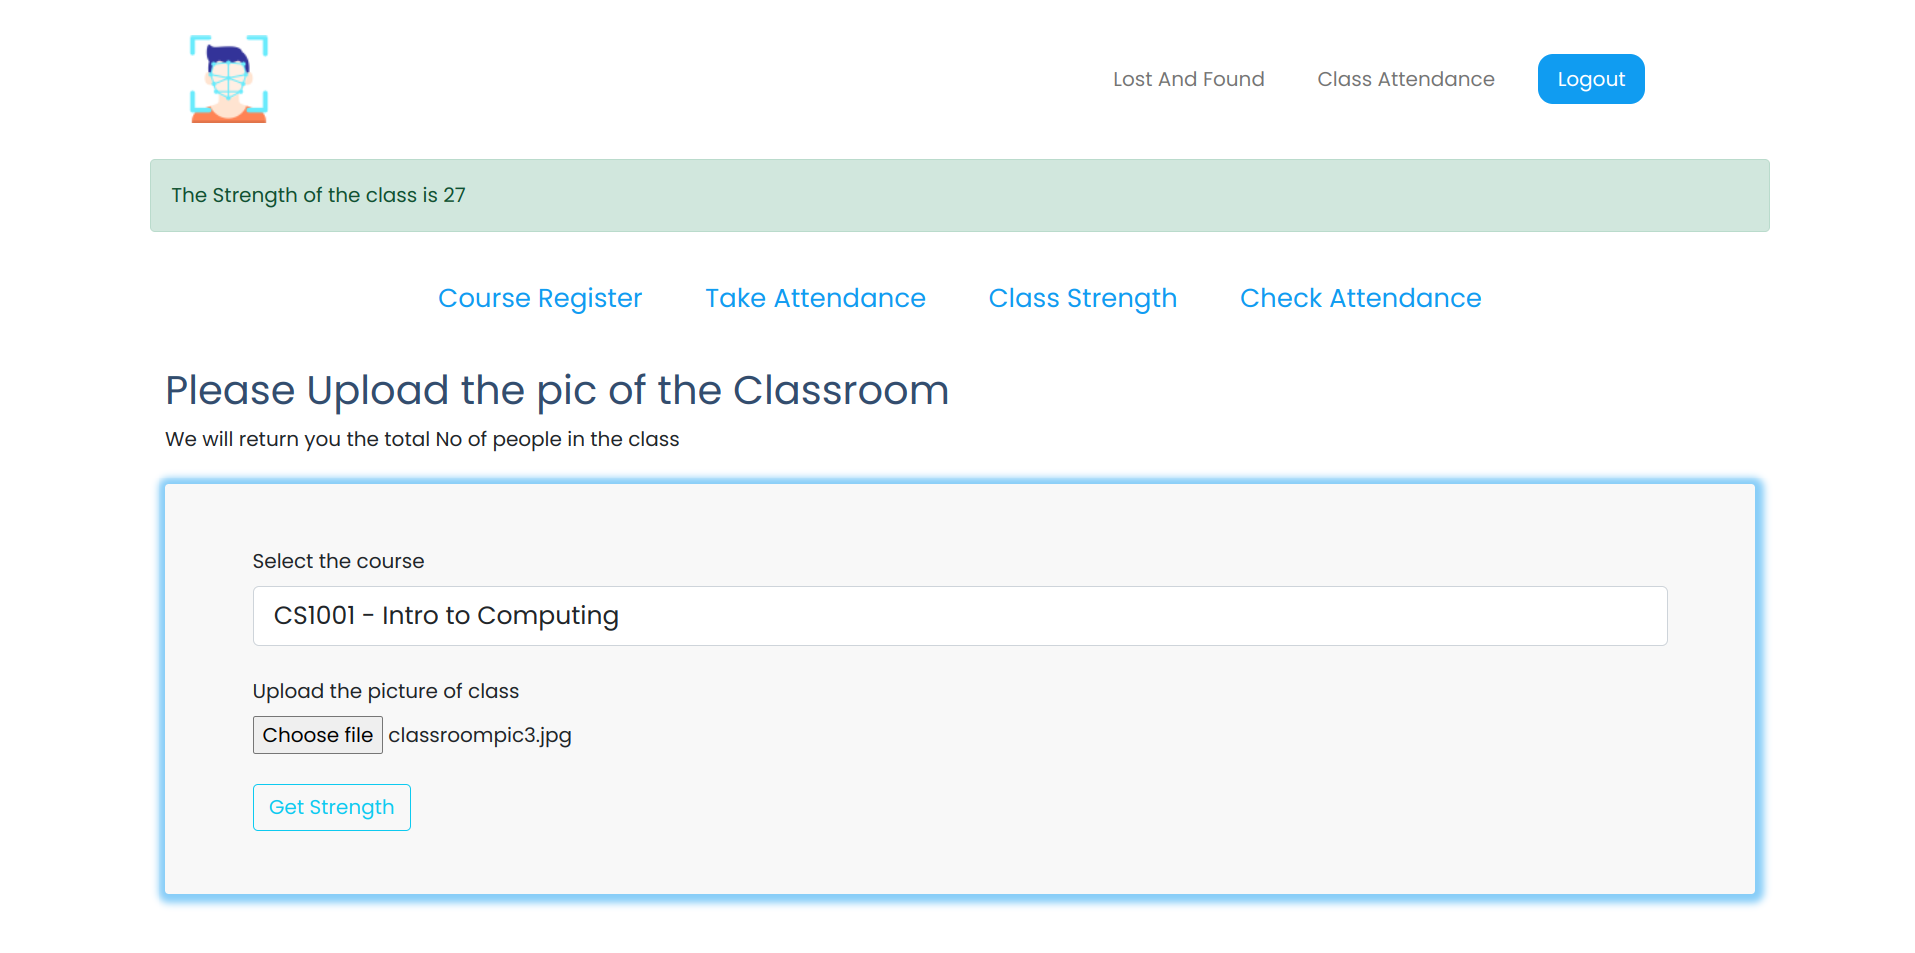 Lost And Found Class Attendance Logout
The Strength of the class is 27
Course Register Take Attendance Class Strength Check Attendance
Please Upload the pic of the Classroom
We will return you the total No of people in the class
Select the course
CS1001 - Intro to Computing
Upload the picture of class
Choose file classroompic3.jpg
Get Strength